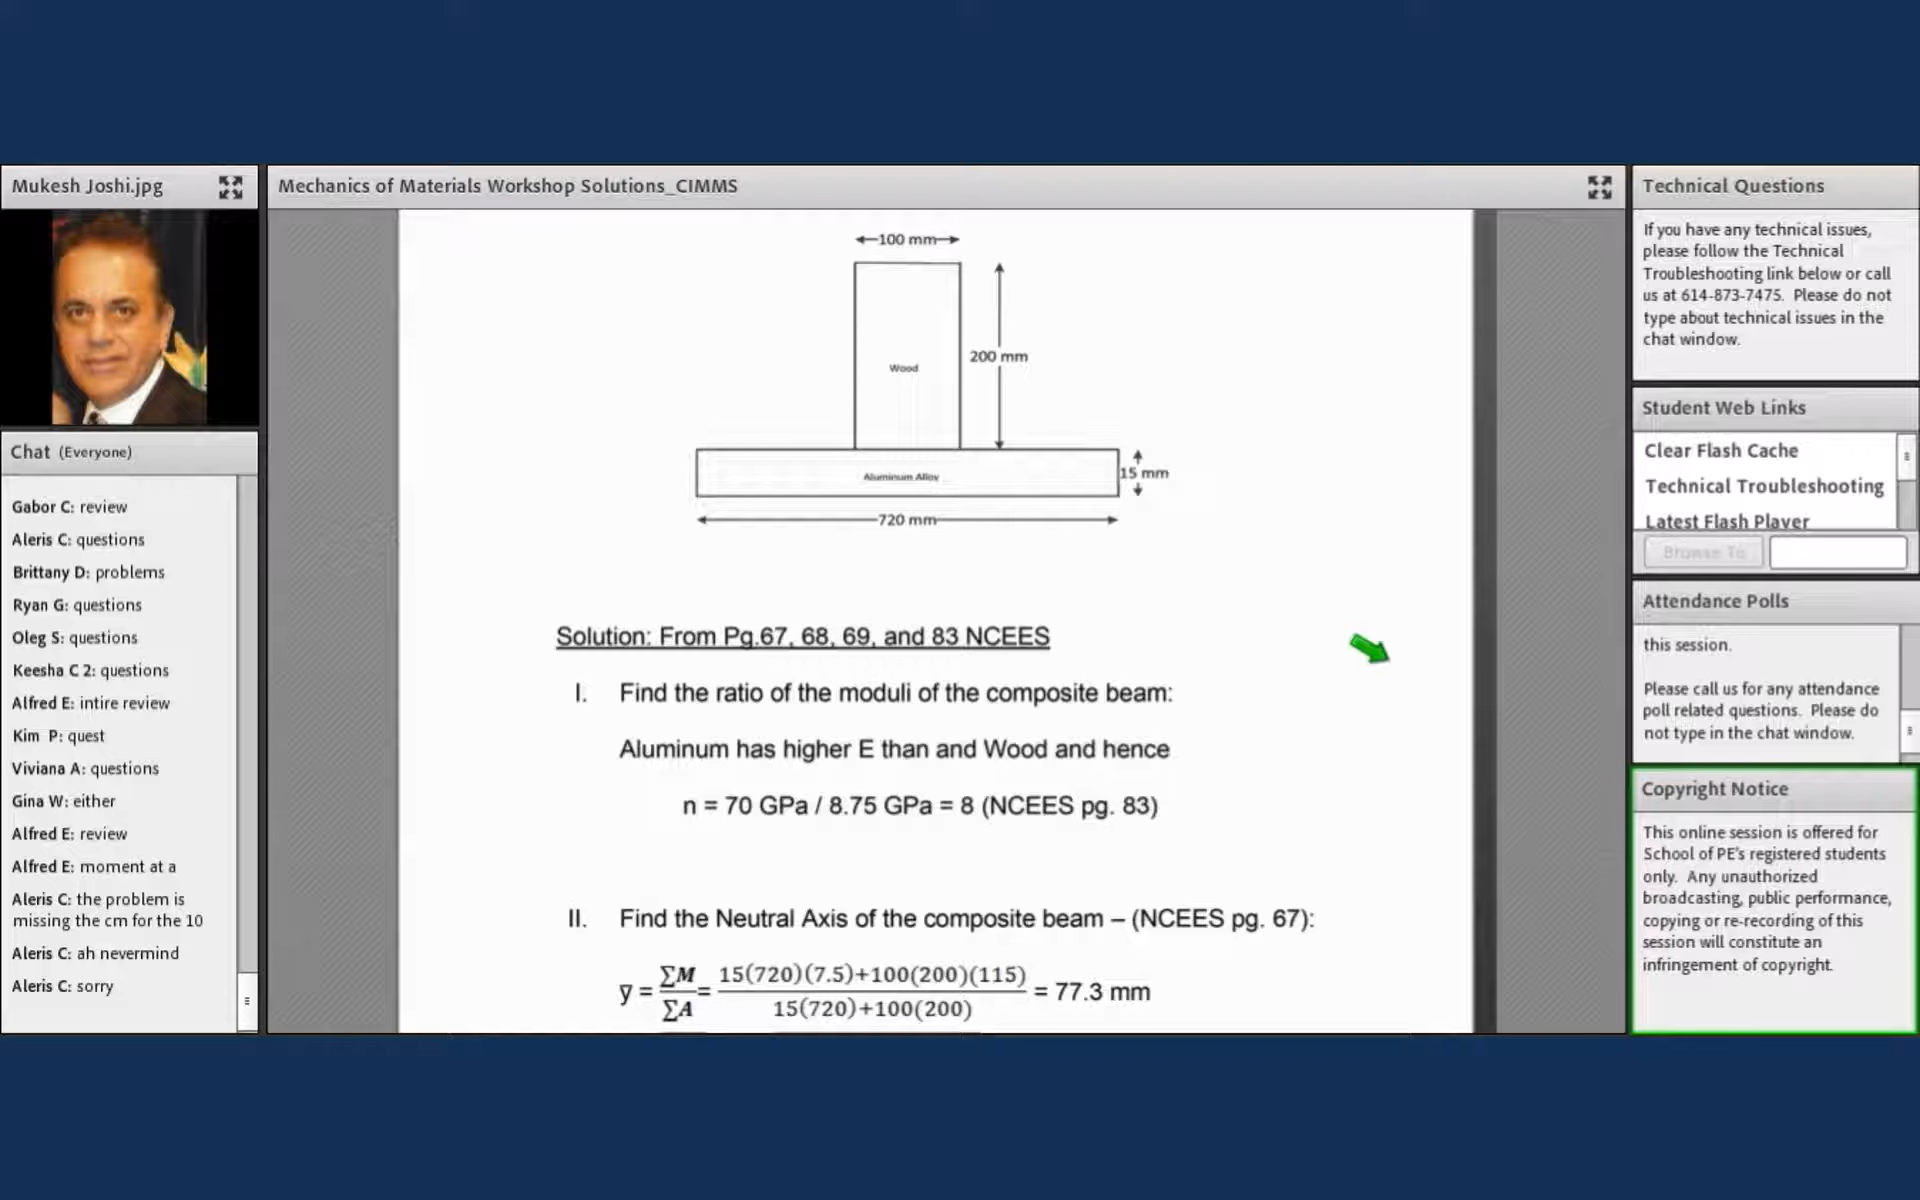 Mukesh Joshi.jpg
Chat (Everyone)
Gabor C: review
Aleris C: questions
Brittany D: problems
Ryan G: questions
Oleg S: questions
Keesha C 2: questions
Alfred E: intire review
Kim P: quest
Viviana A: questions
Gina W: either
Alfred E: review
Alfred E: moment at a
Aleris C: the problem is
missing the cm for the 10
Aleris C: ah nevermind
Aleris C: sorry
Mechanics of Materials Workshop Solutions_CIMMS
100 mm
Wood
200 mm
Aluminum Alloy
15 mm
720 mm
Solution: From Pg.67, 68, 69, and 83 NCEES
I. Find the ratio of the moduli of the composite beam:
Aluminum has higher E than and Wood and hence
n = 70 GPa / 8.75 GPa = 8 (NCEES pg. 83)
II. Find the Neutral Axis of the composite beam – (NCEES pg. 67):
ȳ = ∑M/∑A = 15(720)(7.5)+100(200)(115) / 15(720)+100(200) = 77.3 mm
Technical Questions
If you have any technical issues,
please follow the Technical
Troubleshooting link below or call
us at 614-873-7475. Please do not
type about technical issues in the
chat window.
Student Web Links
Clear Flash Cache
Technical Troubleshooting
Latest Flash Player
Browse To
Attendance Polls
this session.
Please call us for any attendance
poll related questions. Please do
not type in the chat window.
Copyright Notice
This online session is offered for
School of PE's registered students
only. Any unauthorized
broadcasting, public performance,
copying or re-recording of this
session will constitute an
infringement of copyright.